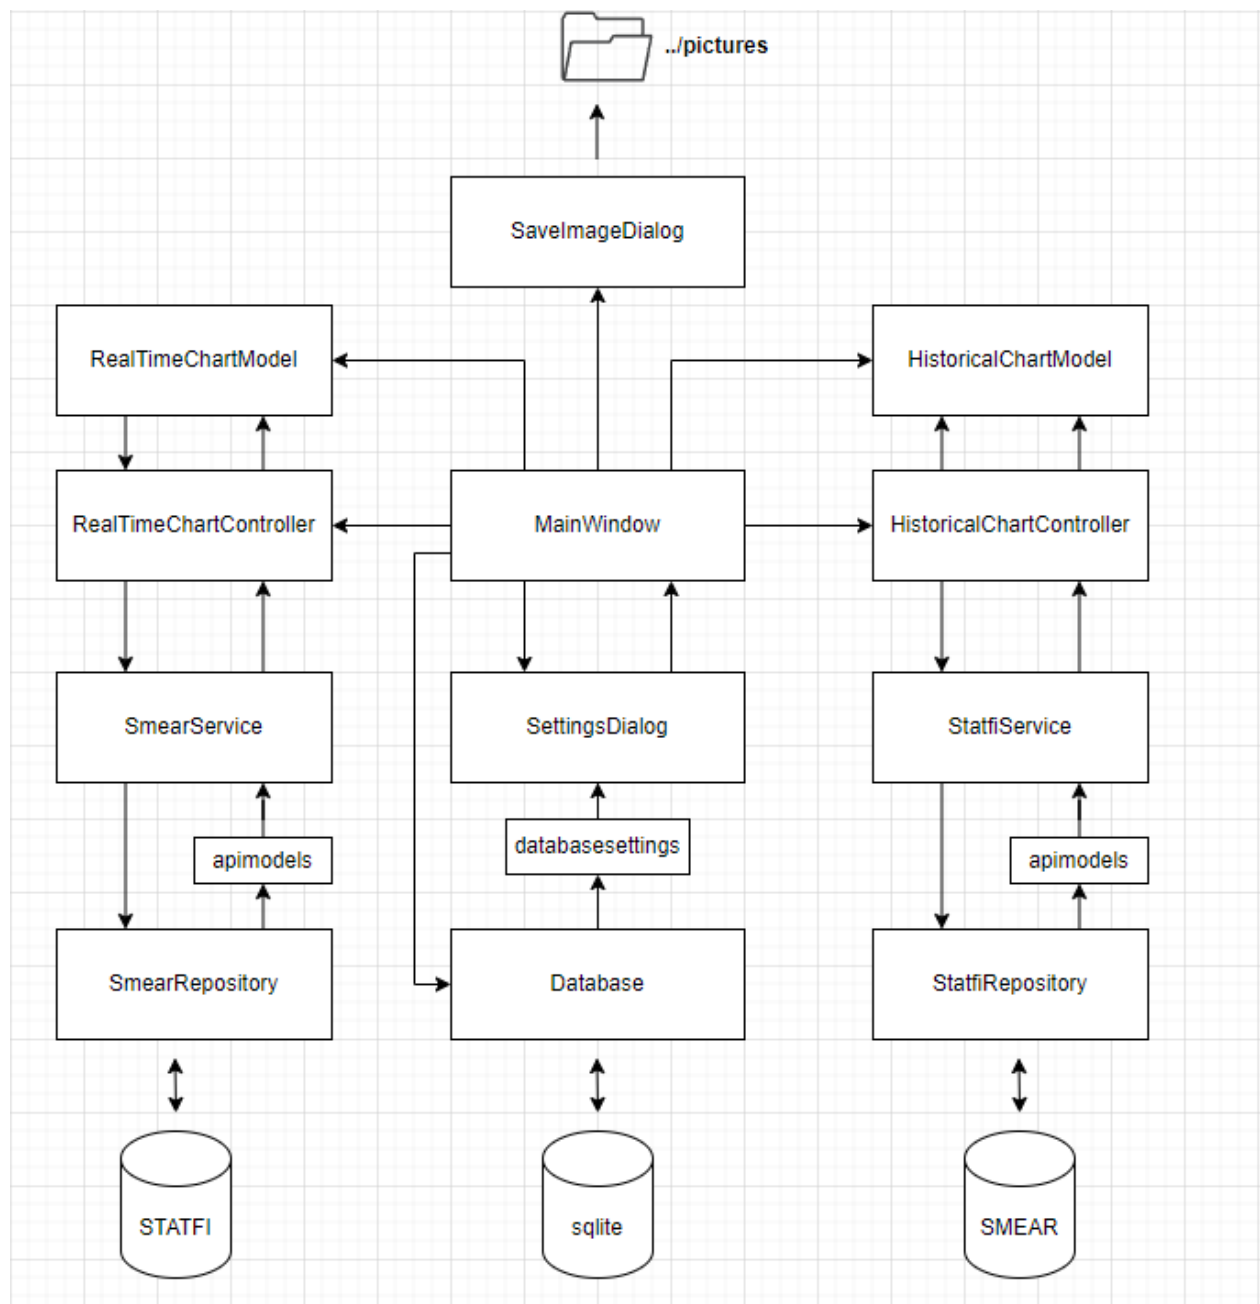 ../pictures
SaveImageDialog
RealTimeChartModel
HistoricalChartModel
RealTimeChartController
MainWindow
HistoricalChartController
SmearService
SettingsDialog
StatfiService
apimodels
databasesettings
apimodels
SmearRepository
Database
StatfiRepository
STATFI
sqlite
SMEAR